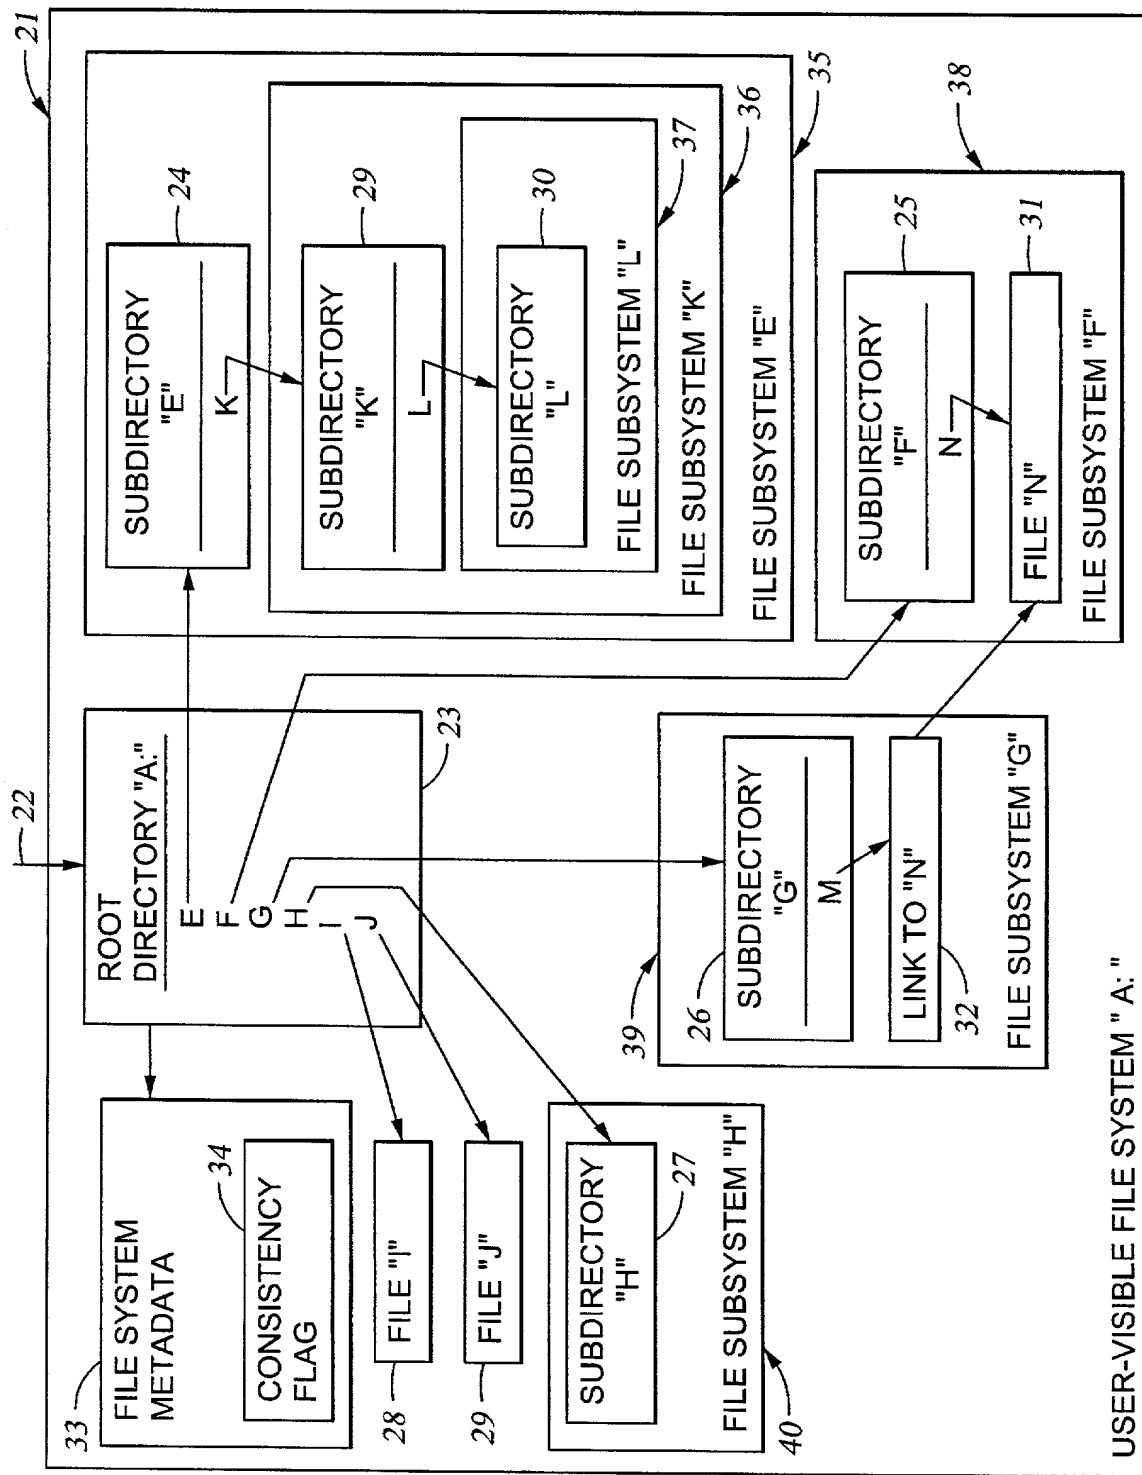 21
22
ROOT
DIRECTORY "A:"
E
F
G
H
I
J
23
FILE SYSTEM
METADATA
33
CONSISTENCY
FLAG
34
FILE "I"
28
FILE "J"
29
SUBDIRECTORY
"H"
27
FILE SUBSYSTEM "H"
40
39
SUBDIRECTORY
"G"
M
26
LINK TO "N"
32
FILE SUBSYSTEM "G"
SUBDIRECTORY
"E"
K
24
SUBDIRECTORY
"K"
L
29
SUBDIRECTORY
"L"
30
FILE SUBSYSTEM "L"
37
FILE SUBSYSTEM "K"
36
FILE SUBSYSTEM "E"
35
38
SUBDIRECTORY
"F"
N
25
FILE "N"
31
FILE SUBSYSTEM "F"
USER-VISIBLE FILE SYSTEM " A: "